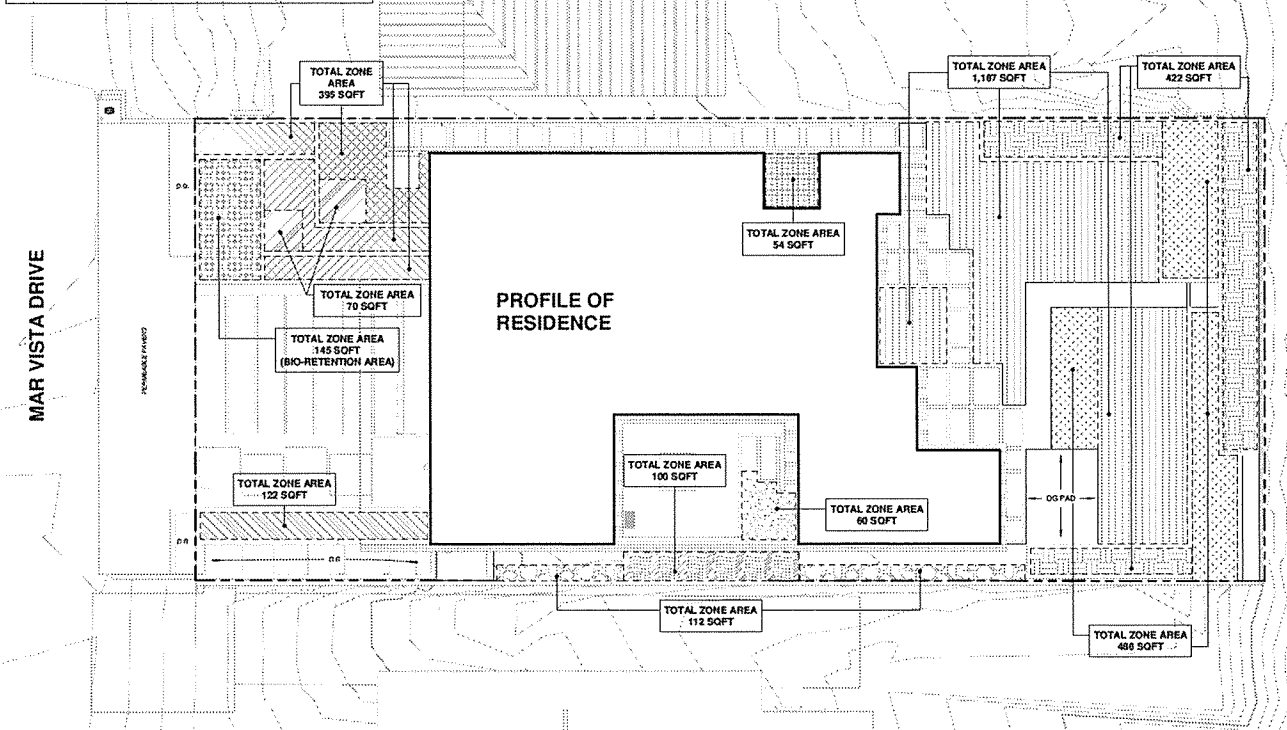 TOTAL ZONE
AREA
395 SQFT
TOTAL ZONE AREA
1,167 SQFT
TOTAL ZONE AREA
422 SQFT
D.G.
TOTAL ZONE AREA
54 SQFT
MAR VISTA DRIVE
TOTAL ZONE AREA
70 SQFT
PROFILE OF
RESIDENCE
TOTAL ZONE AREA
145 SQFT
(BIO-RETENTION AREA)
TOTAL ZONE AREA
122 SQFT
TOTAL ZONE AREA
100 SQFT
TOTAL ZONE AREA
60 SQFT
DG PAD
D.G.
D.G.
TOTAL ZONE AREA
112 SQFT
TOTAL ZONE AREA